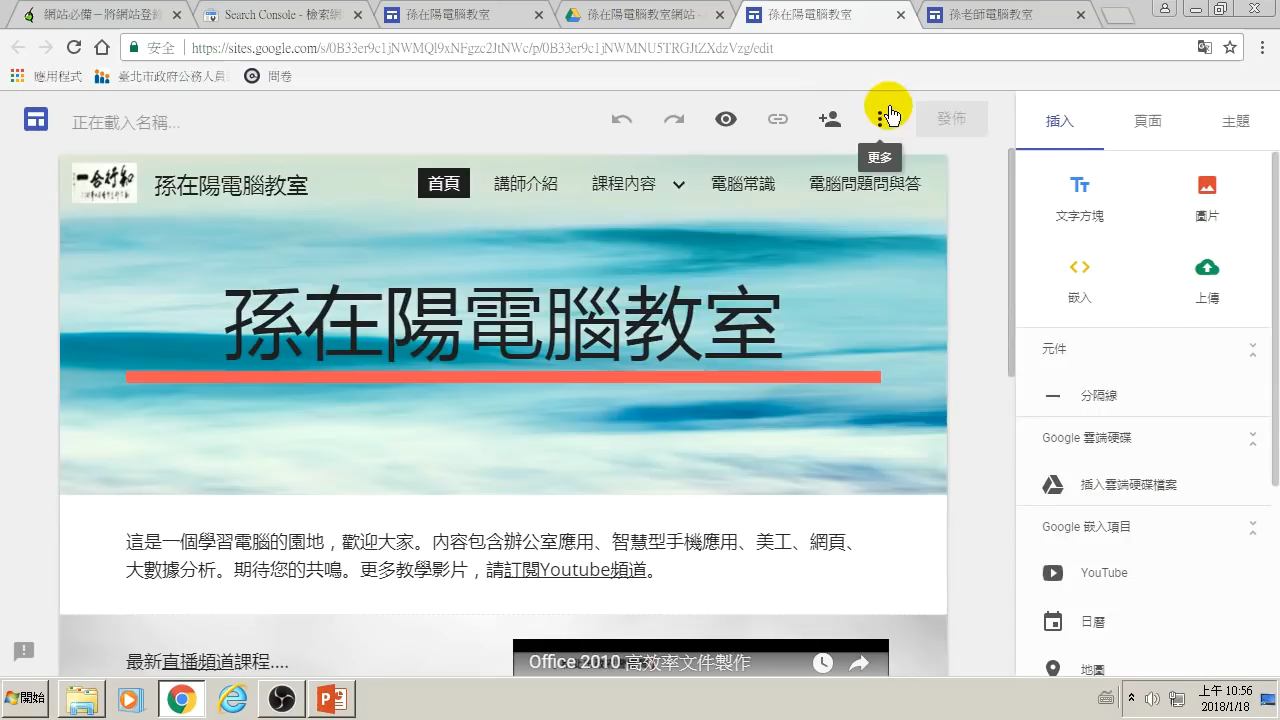 網站必備－將網站登錄
Search Console - 檢索網
孫在陽電腦教室
孫在陽電腦教室網站 -
孫在陽電腦教室
孫老師電腦教室
安全
https://sites.google.com/s/0B33er9c1jNWMQl9xNFgzc2JtNWc/p/0B33er9c1jNWMNU5TRGJtZXdzVzg/edit
應用程式
臺北市政府公務人員
問卷
正在載入名稱...
發佈
更多
插入
頁面
主題
知行合一
孫在陽電腦教室
首頁
講師介紹
課程內容
電腦常識
電腦問題問與答
孫在陽電腦教室
這是一個學習電腦的園地，歡迎大家。內容包含辦公室應用、智慧型手機應用、美工、網頁、
大數據分析。期待您的共鳴。更多教學影片，請訂閱Youtube頻道。
最新直播頻道課程....
Office 2010 高效率文件製作
文字方塊
圖片
嵌入
上傳
元件
分隔線
Google 雲端硬碟
插入雲端硬碟檔案
Google 嵌入項目
YouTube
日曆
地圖
開始
上午 10:56
2018/1/18